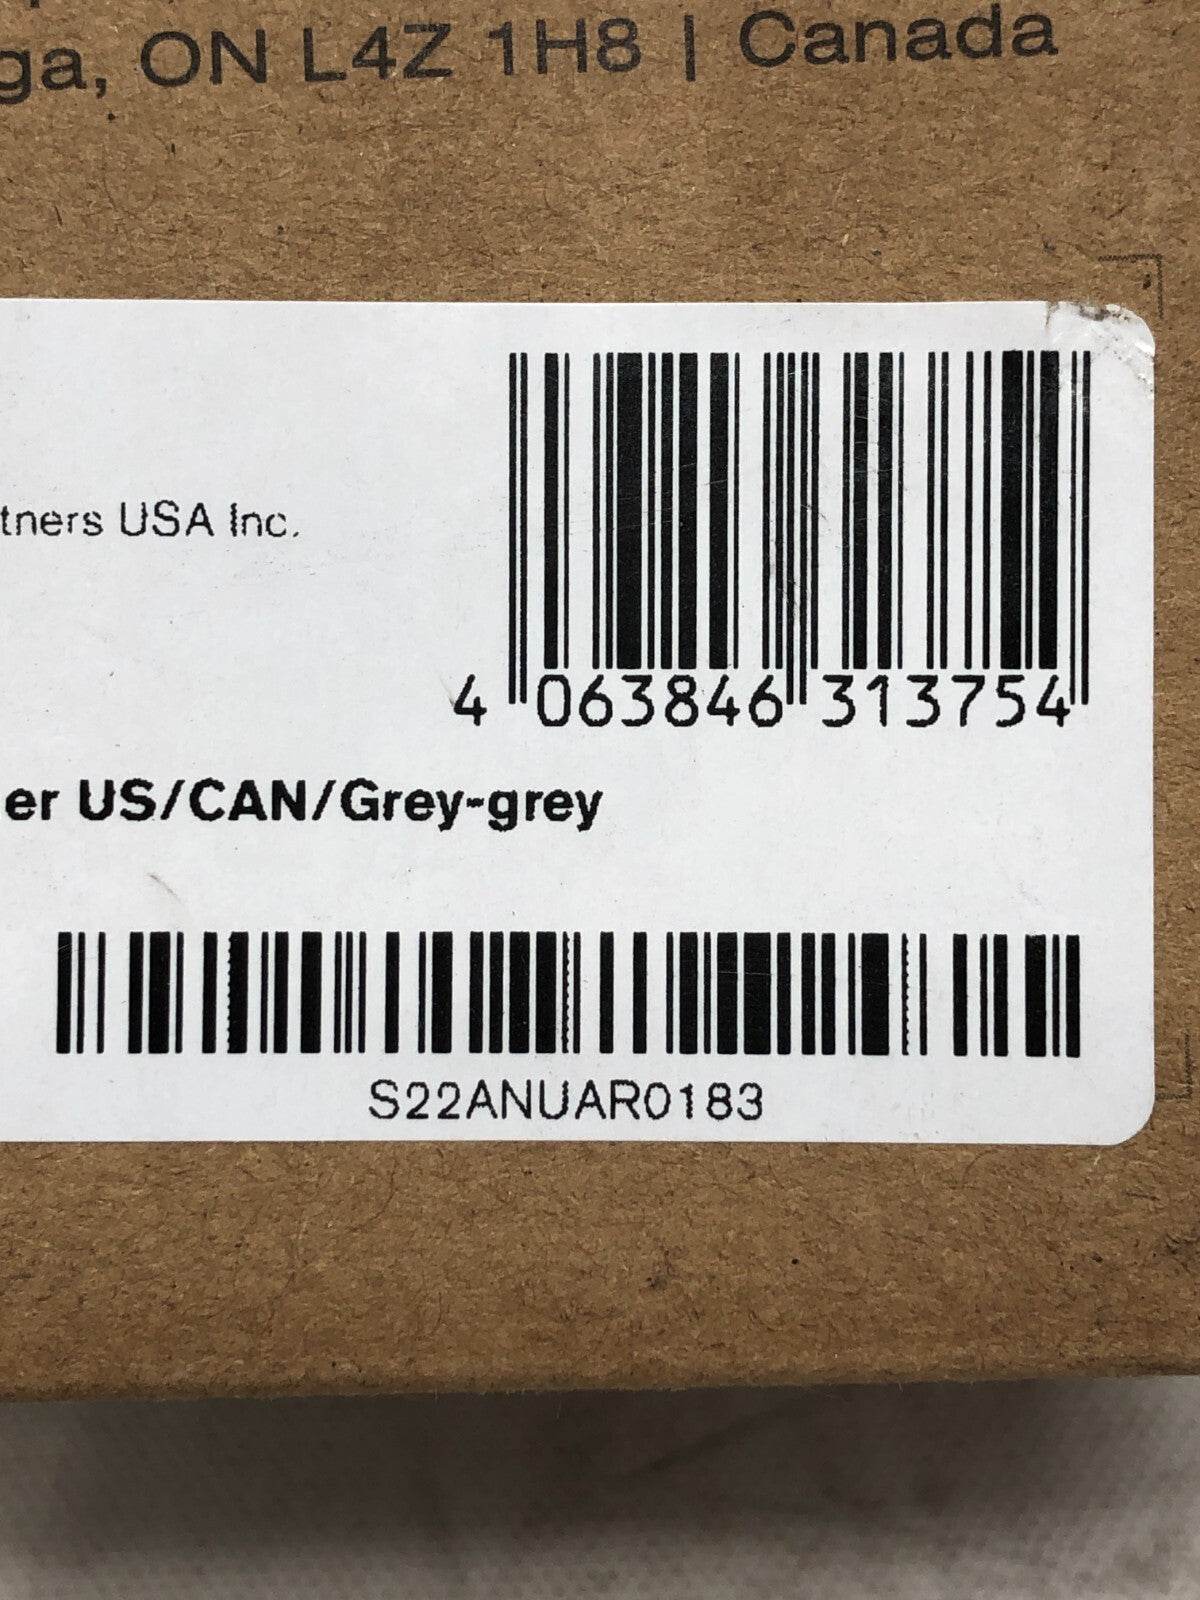 ga, ON L4Z 1H8 | Canada
tners USA Inc.
4 063846 313754
er US/CAN/Grey-grey
S22ANUAR0183